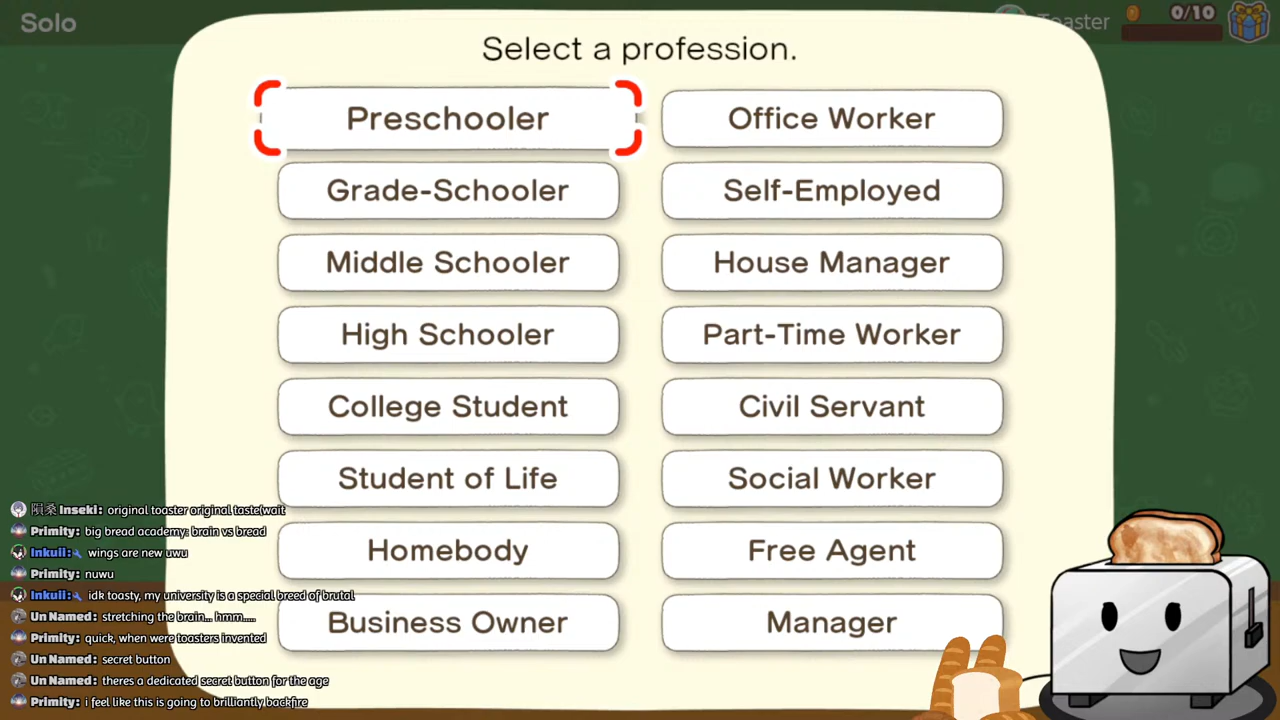 Solo
Toaster
0/10
Select a profession.
Preschooler
Office Worker
Grade-Schooler
Self-Employed
Middle Schooler
House Manager
High Schooler
Part-Time Worker
College Student
Civil Servant
Student of Life
Social Worker
Homebody
Free Agent
Business Owner
Manager
隕桑 Inseki: original toaster original taste(wait
Primity: big bread academy: brain vs bread
Inkuii: wings are new uwu
Primity: nuwu
Inkuii: idk toasty, my university is a special breed of brutal
Un Named: stretching the brain... hmm.....
Primity: quick, when were toasters invented
Un Named: secret button
Un Named: theres a dedicated secret button for the age
Primity: i feel like this is going to brilliantly backfire